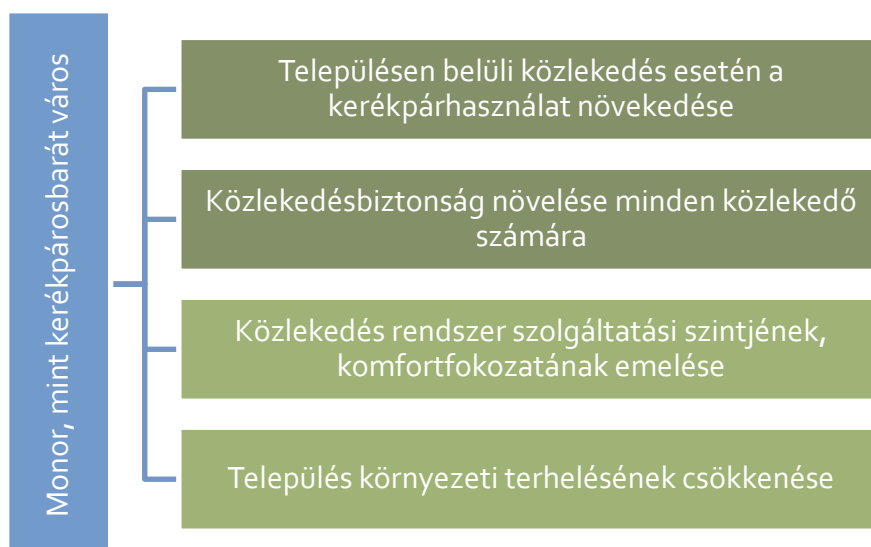 Monor, mint kerékpárosbarát város
Településen belüli közlekedés esetén a
kerékpárhasználat növekedése
Közlekedésbiztonság növelése minden közlekedő
számára
Közlekedés rendszer szolgáltatási szintjének,
komfortfokozatának emelése
Település környezeti terhelésének csökkenése